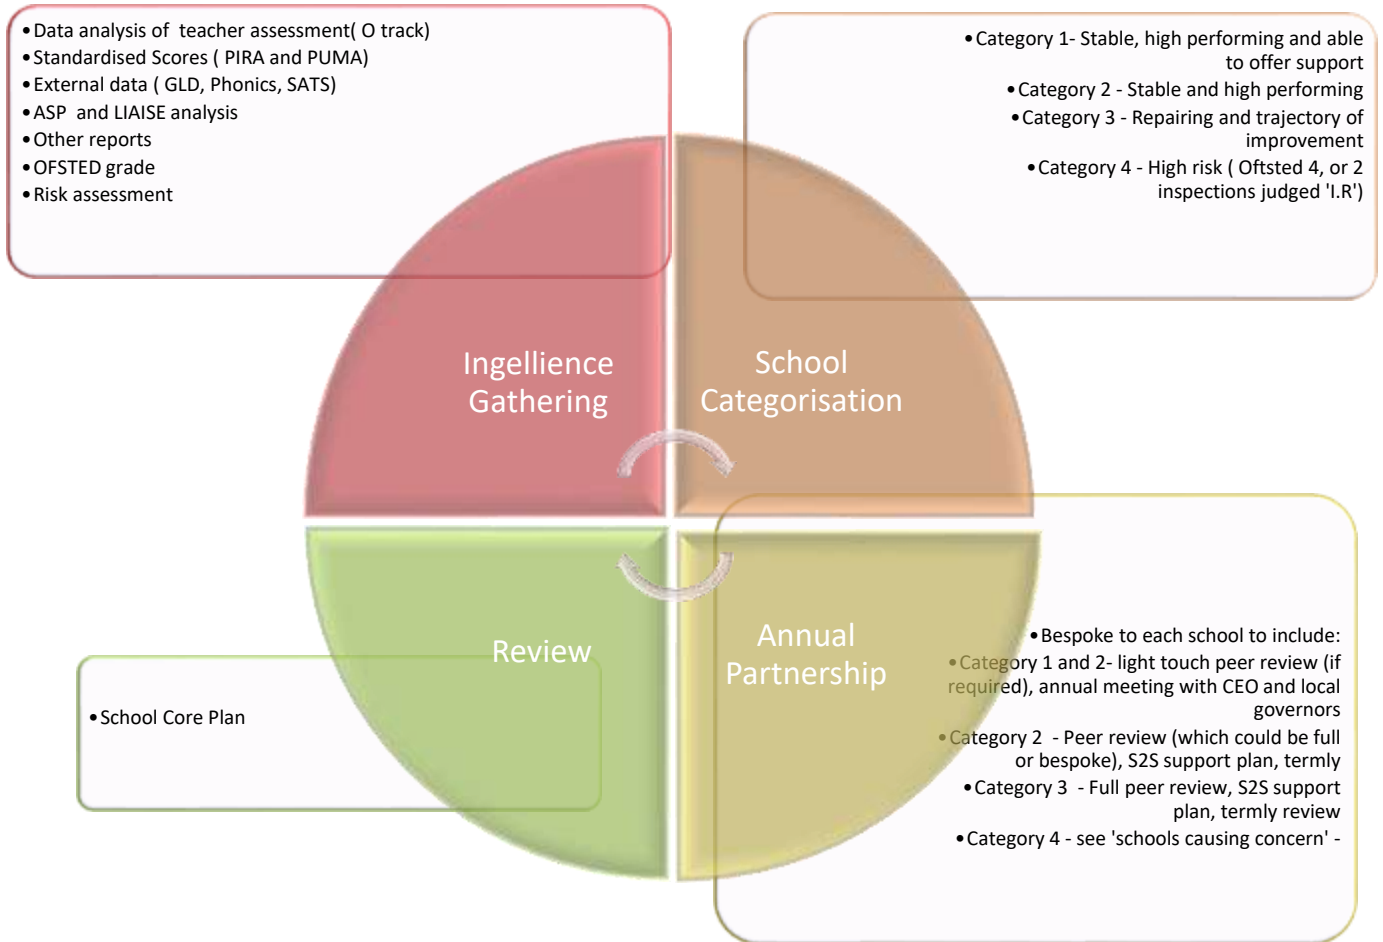 •Data analysis of  teacher assessment( O track)
•Standardised Scores ( PIRA and PUMA)
•External data ( GLD, Phonics, SATS)
•ASP  and LIAISE analysis
•Other reports
•OFSTED grade
•Risk assessment
•Category 1- Stable, high performing and able
to offer support
•Category 2 - Stable and high performing
•Category 3 - Repairing and trajectory of
improvement
•Category 4 - High risk ( Oftsted 4, or 2
inspections judged 'I.R')
Ingellience
Gathering
School
Categorisation
Review
Annual
Partnership
•School Core Plan
•Bespoke to each school to include:
•Category 1 and 2- light touch peer review (if
required), annual meeting with CEO and local
governors
•Category 2  - Peer review (which could be full
or bespoke), S2S support plan, termly
•Category 3  - Full peer review, S2S support
plan, termly review
•Category 4 - see 'schools causing concern' -